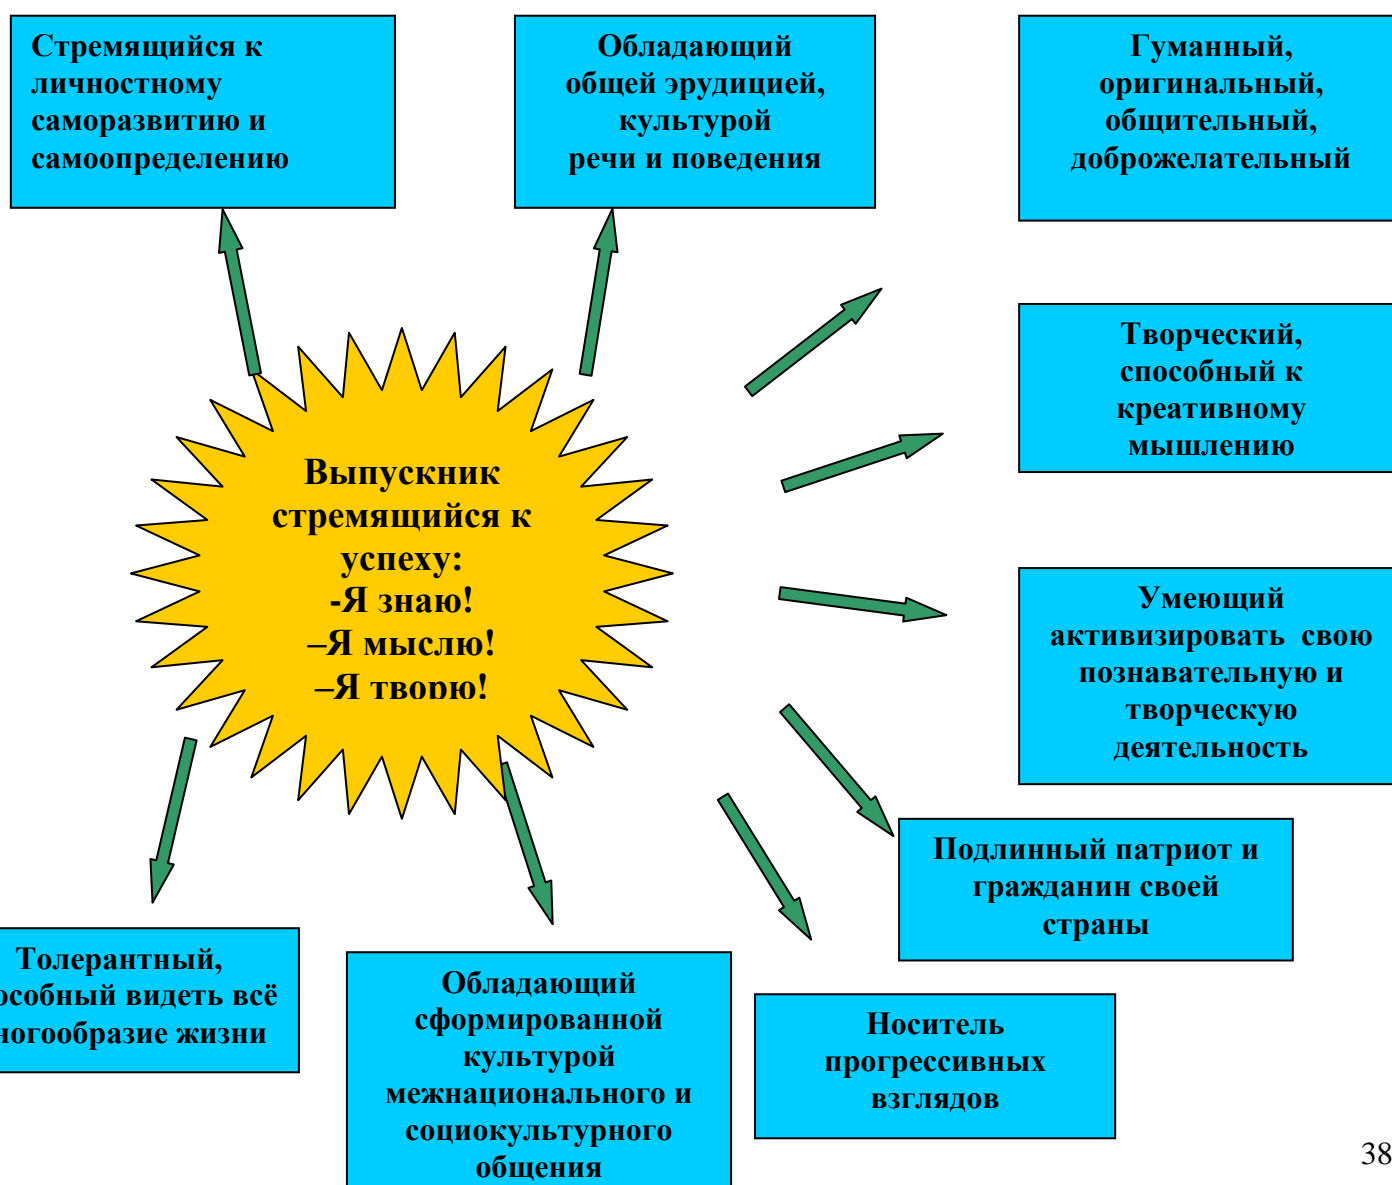 Стремящийся к
личностному
саморазвитию и
самоопределению
Обладающий
общей эрудицией,
культурой
речи и поведения
Гуманный,
оригинальный,
общительный,
доброжелательный
Творческий,
способный к
креативному
мышлению
Выпускник
стремящийся к
успеху:
-Я знаю!
–Я мыслю!
–Я творю!
Умеющий
активизировать свою
познавательную и
творческую
деятельность
Подлинный патриот и
гражданин своей
страны
Толерантный,
особный видеть всё
ногообразие жизни
Обладающий
сформированной
культурой
межнационального и
социокультурного
общения
Носитель
прогрессивных
взглядов
38